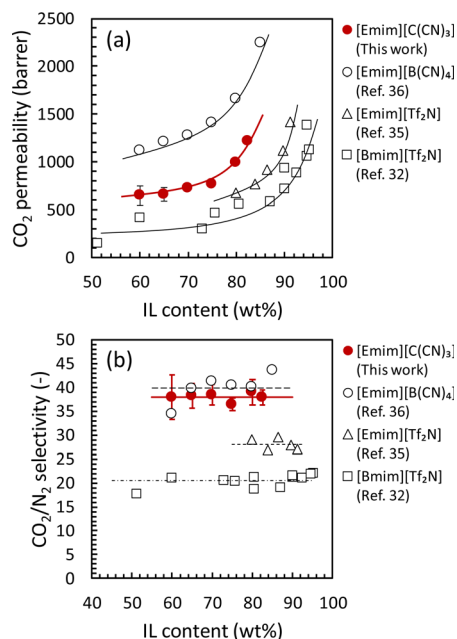 (a)
CO₂ permeability (barrer)
2500
2000
1500
1000
500
0
50 60 70 80 90 100
IL content (wt%)
[Emim][C(CN)₃]
(This work)
[Emim][B(CN)₄]
(Ref. 36)
[Emim][Tf₂N]
(Ref. 35)
[Bmim][Tf₂N]
(Ref. 32)
(b)
CO₂/N₂ selectivity (-)
50
45
40
35
30
25
20
15
10
5
0
40 50 60 70 80 90 100
IL content (wt%)
[Emim][C(CN)₃]
(This work)
[Emim][B(CN)₄]
(Ref. 36)
[Emim][Tf₂N]
(Ref. 35)
[Bmim][Tf₂N]
(Ref. 32)